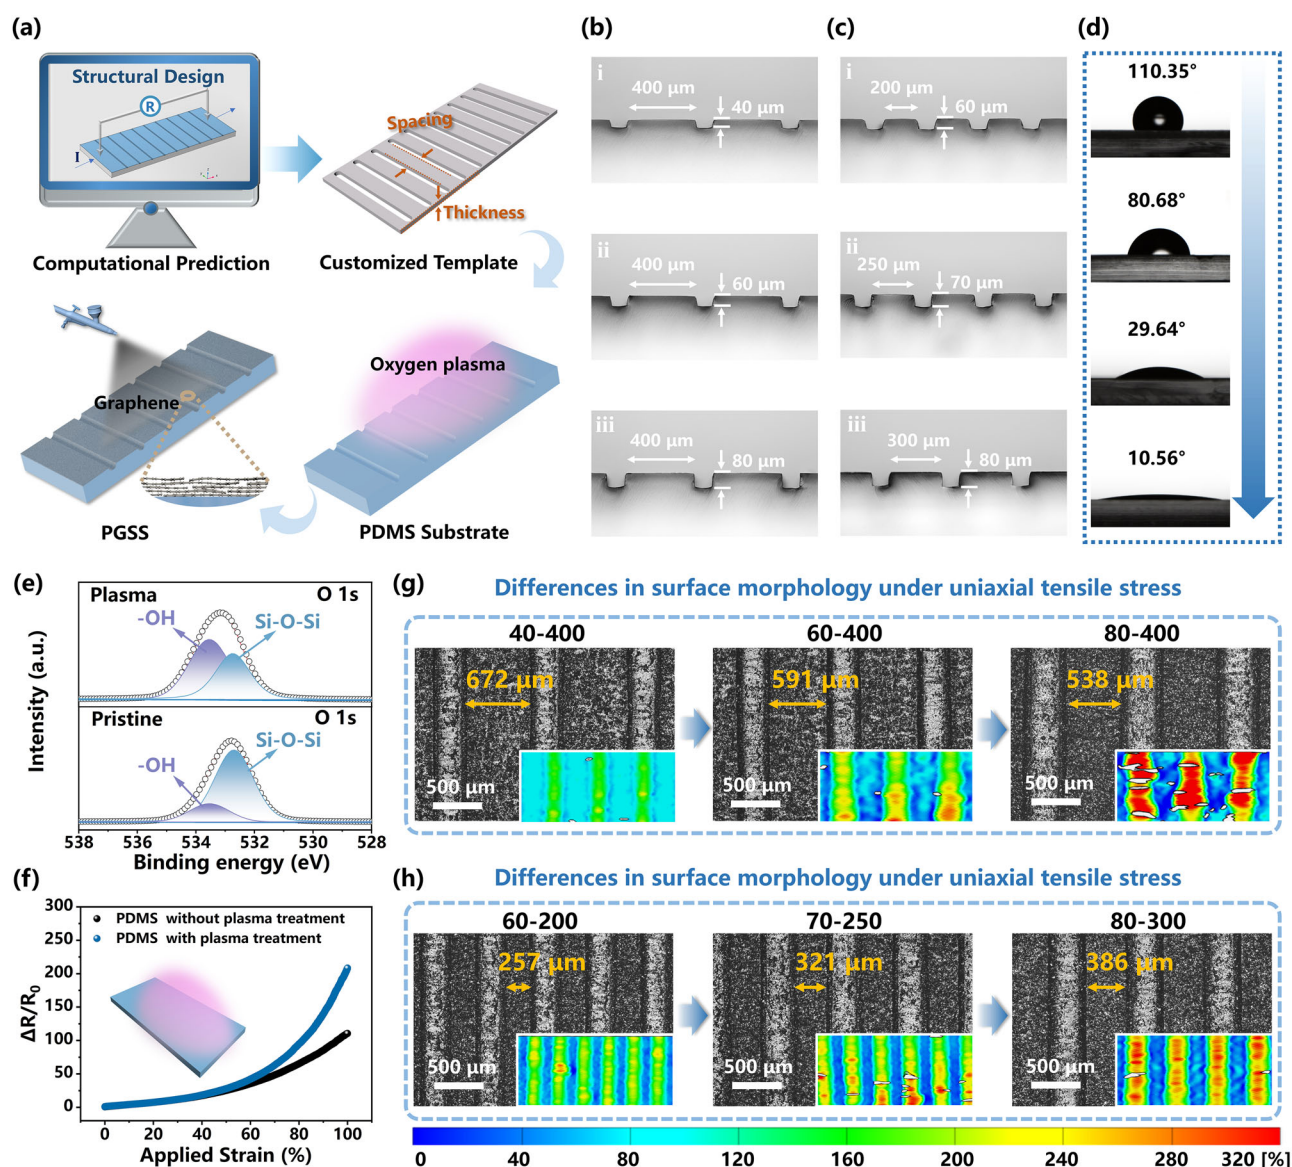 (a)
Structural Design
R
I
Computational Prediction
Spacing
Thickness
Customized Template
Graphene
PGSS
Oxygen plasma
PDMS Substrate
(b)
i
400 μm
40 μm
ii
400 μm
60 μm
iii
400 μm
80 μm
(c)
i
200 μm
60 μm
ii
250 μm
70 μm
iii
300 μm
80 μm
(d)
110.35°
80.68°
29.64°
10.56°
(e)
Plasma
O 1s
-OH
Si-O-Si
Pristine
O 1s
-OH
Si-O-Si
Intensity (a.u.)
538 536 534 532 530 528
Binding energy (eV)
(f)
300
250
200
150
100
50
0
PDMS without plasma treatment
PDMS with plasma treatment
ΔR/R0
0 20 40 60 80 100
Applied Strain (%)
(g)
Differences in surface morphology under uniaxial tensile stress
40-400
60-400
80-400
672 μm
591 μm
538 μm
500 μm
500 μm
500 μm
(h)
Differences in surface morphology under uniaxial tensile stress
60-200
70-250
80-300
257 μm
321 μm
386 μm
500 μm
500 μm
500 μm
0 40 80 120 160 200 240 280 320 [%]